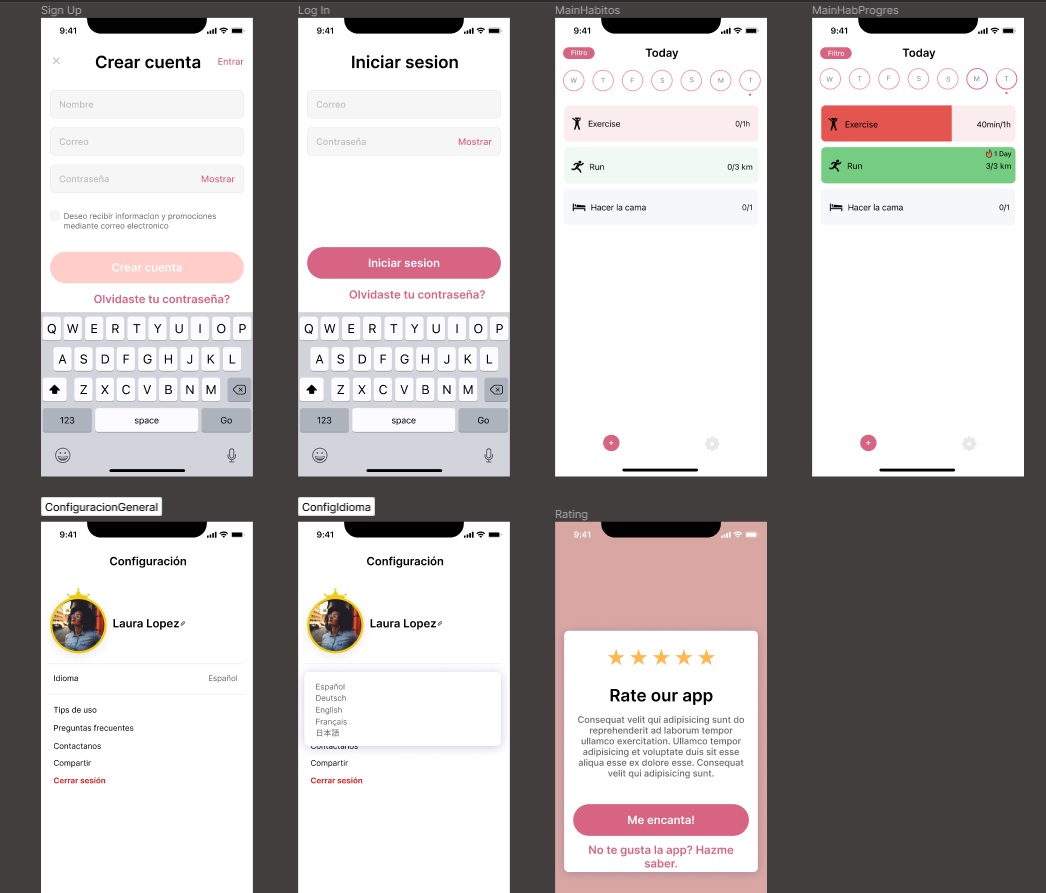 Sign Up
9:41
Crear cuenta
Entrar
Nombre
Correo
Contraseña
Mostrar
Deseo recibir informacion y promociones
mediante correo electronico
Crear cuenta
Olvidaste tu contraseña?
Q W E R T Y U I O P
A S D F G H J K L
Z X C V B N M
123 space Go
Log In
9:41
Iniciar sesion
Correo
Contraseña
Mostrar
Iniciar sesion
Olvidaste tu contraseña?
Q W E R T Y U I O P
A S D F G H J K L
Z X C V B N M
123 space Go
MainHabitos
9:41
Filtro
Today
W T F S S M T
Exercise 0/1h
Run 0/3 km
Hacer la cama 0/1
+
MainHabProgres
9:41
Filtro
Today
W T F S S M T
Exercise 40min/1h
1 Day
Run 3/3 km
Hacer la cama 0/1
+
ConfiguracionGeneral
9:41
Configuración
Laura Lopez
Idioma Español
Tips de uso
Preguntas frecuentes
Contactanos
Compartir
Cerrar sesión
ConfigIdioma
9:41
Configuración
Laura Lopez
Español
Deutsch
English
Français
日本語
Contactanos
Compartir
Cerrar sesión
Rating
9:41
Rate our app
Consequat velit qui adipisicing sunt do
reprehenderit ad laborum tempor
ullamco exercitation. Ullamco tempor
adipisicing et voluptate duis sit esse
aliqua esse ex dolore esse. Consequat
velit qui adipisicing sunt.
Me encanta!
No te gusta la app? Hazme
saber.